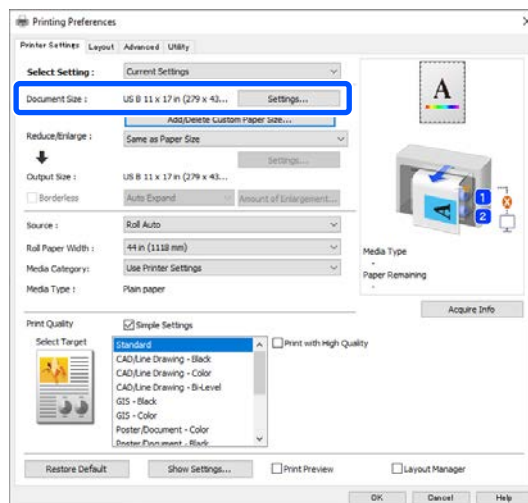 Printing Preferences
Printer Settings Layout Advanced Utility
Select Setting : Current Settings
Document Size : US B 11 x 17 in (279 x 43... Settings...
Add/Delete Custom Paper Size...
Reduce/Enlarge : Same as Paper Size
Settings...
Output Size : US B 11 x 17 in (279 x 43...
Borderless Auto Expand Amount of Enlargement...
Source : Roll Auto
Roll Paper Width : 44 in (1118 mm)
Media Category: Use Printer Settings
Media Type : Plain paper
A
A
1
2
Media Type
-
Paper Remaining
-
Acquire Info
Print Quality Simple Settings
Select Target
Standard
CAD/Line Drawing - Black
CAD/Line Drawing - Color
CAD/Line Drawing - Bi-Level
GIS - Black
GIS - Color
Poster/Document - Color
Poster/Document - Black
Print with High Quality
Restore Default Show Settings... Print Preview Layout Manager
OK Cancel Help